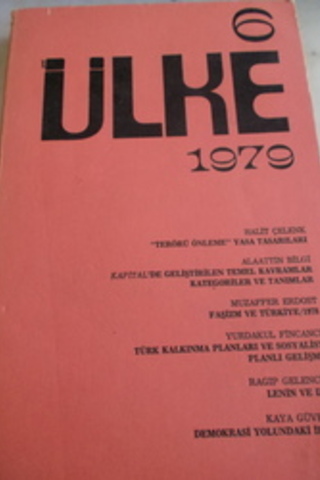 6
ÜLKE
1979
HALİT ÇELENK
"TERÖRÜ ÖNLEME" YASA TASARILARI
ALAATTİN BİLGİ
KAPİTAL'DE GELİŞTİRİLEN TEMEL KAVRAMLAR
KATEGORİLER VE TANIMLAR
MUZAFFER ERDOST
FAŞİZM VE TÜRKİYE/1978
YURDAKUL FİNCANCI
TÜRK KALKINMA PLANLARI VE SOSYALİS
PLANLI GELİŞM
RAGIP GELENC
LENİN VE
KAYA GÜV
DEMOKRASİ YOLUNDAKİ